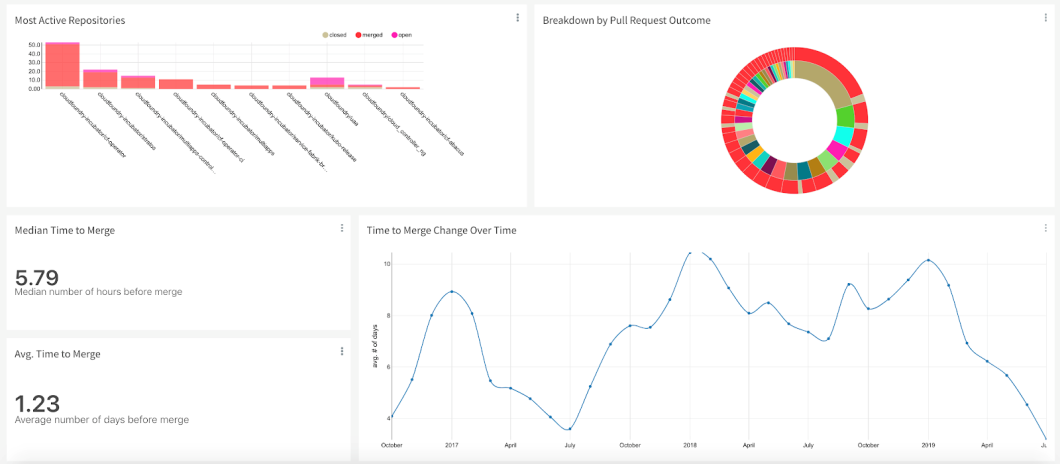 Most Active Repositories
closed merged open
50.0
40.0
30.0
20.0
10.0
0.00
cloudfoundry-incubator/cf-operator
cloudfoundry-incubator/stratos
cloudfoundry-incubator/multiapps-control...
cloudfoundry-incubator/cf-operator-ci
cloudfoundry-incubator/multiapps
cloudfoundry-incubator/service-fabrik-br...
cloudfoundry-incubator/kubo-release
cloudfoundry/uaa
cloudfoundry/cloud_controller_ng
cloudfoundry-incubator/cf-abacus
Breakdown by Pull Request Outcome
Median Time to Merge
5.79
Median number of hours before merge
Avg. Time to Merge
1.23
Average number of days before merge
Time to Merge Change Over Time
10
8
6
4
avg. # of days
October 2017 April July October 2018 April July October 2019 April